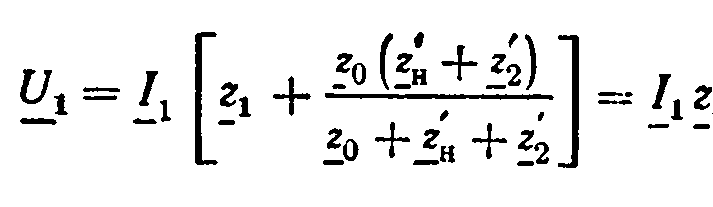 U̲₁ = I̲₁ [ z̲₁ + z̲₀ (z̲′н + z̲′₂) / (z̲₀ + z̲′н + z̲′₂) ] = I̲₁ z̲